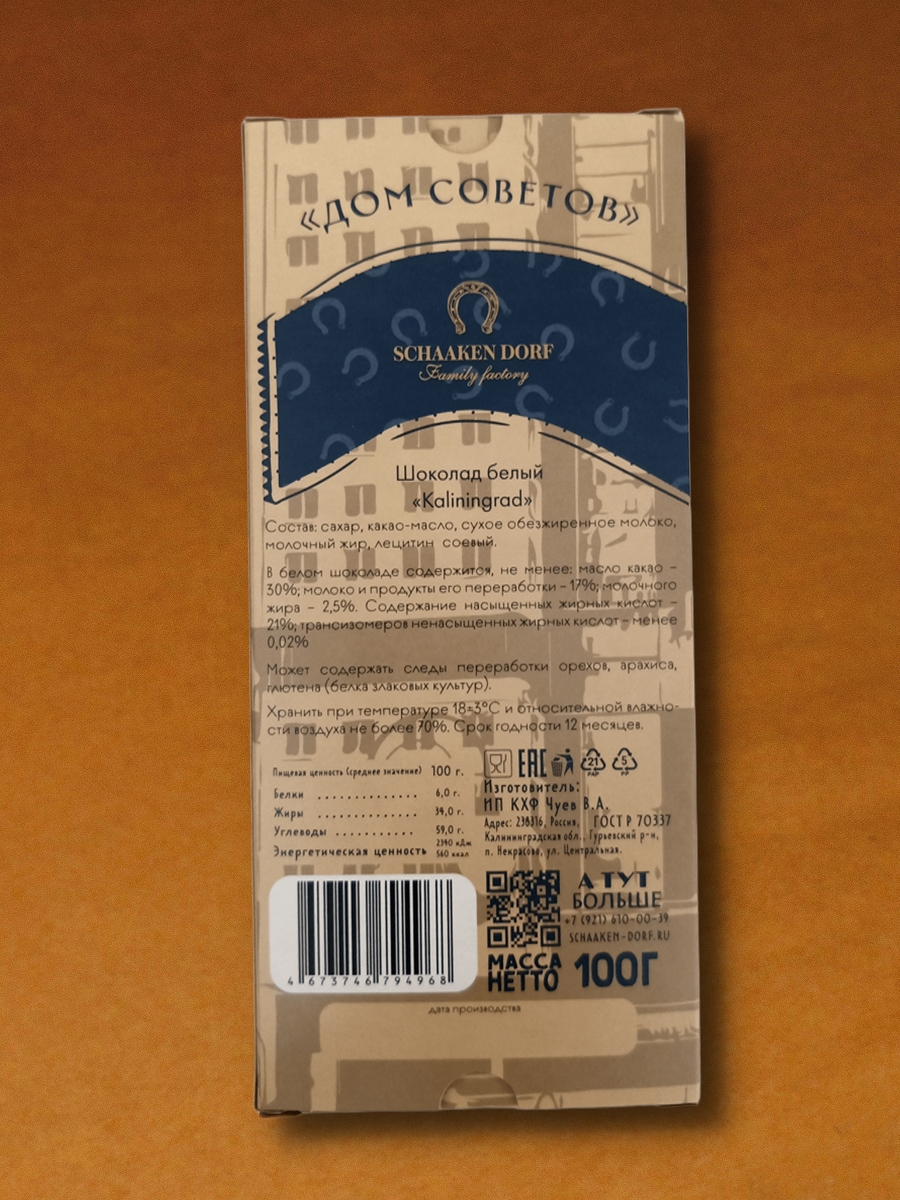 «ДОМ СОВЕТОВ»
SCHAAKEN DORF
Family factory
Шоколад белый
«Kaliningrad»
Состав: сахар, какао-масло, сухое обезжиренное молоко,
молочный жир, лецитин соевый.
В белом шоколаде содержится, не менее: масло какао –
30%; молоко и продукты его переработки – 17%; молочного
жира – 2,5%. Содержание насыщенных жирных кислот –
21%; трансизомеров ненасыщенных жирных кислот – менее
0,02%
Может содержать следы переработки орехов, арахиса,
глютена (белка злаковых культур).
Хранить при температуре 18±3°С и относительной влажно-
сти воздуха не более 70%. Срок годности 12 месяцев.
Пищевая ценность (среднее значение) 100 г.
Белки .............. 6,0 г.
Жиры .............. 34,0 г.
Углеводы ........... 59,0 г.
Энергетическая ценность 2340 кДж
560 ккал
EAC
21
PAP
5
PP
Изготовитель:
ИП КХФ Чуев В.А.
Адрес: 238316, Россия, ГОСТ Р 70337
Калининградская обл., Гурьевский р-н,
п. Некрасово, ул. Центральная.
4 673746 794968
А ТУТ
БОЛЬШЕ
+7 (921) 610-00-39
SCHAAKEN-DORF.RU
МАССА
НЕТТО 100Г
дата производства